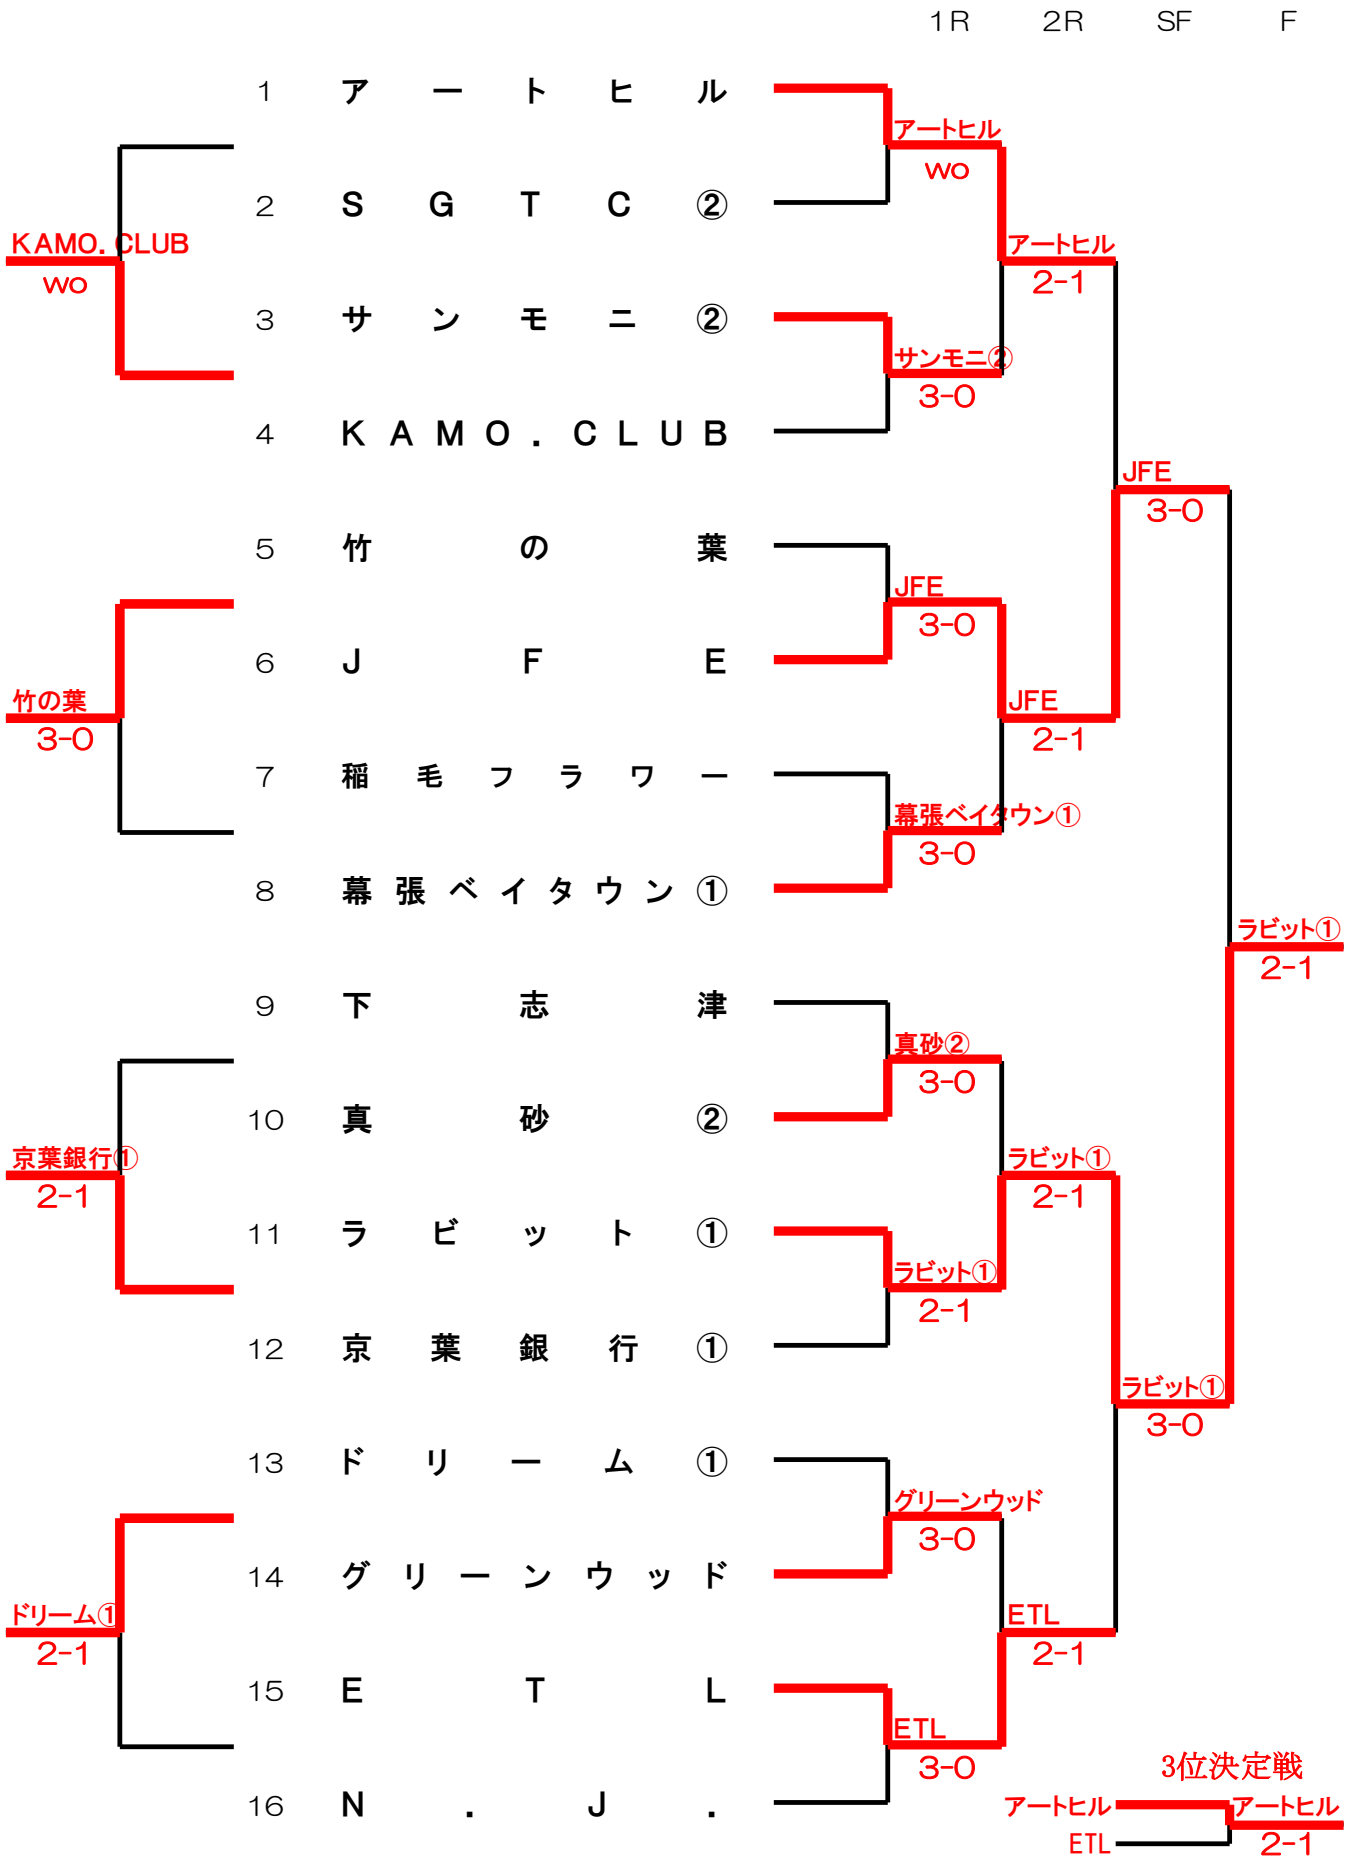 1R 2R SF F
1 アートヒル
アートヒル
wo
2 SGTC②
KAMO.CLUB
wo
アートヒル
2-1
3 サンモニ②
サンモニ②
3-0
4 KAMO.CLUB
JFE
3-0
5 竹の葉
JFE
3-0
6 JFE
竹の葉
3-0
JFE
2-1
7 稲毛フラワー
幕張ベイタウン①
3-0
8 幕張ベイタウン①
ラビット①
2-1
9 下志津
真砂②
3-0
10 真砂②
京葉銀行①
2-1
ラビット①
2-1
11 ラビット①
ラビット①
2-1
12 京葉銀行①
ラビット①
3-0
13 ドリーム①
グリーンウッド
3-0
14 グリーンウッド
ドリーム①
2-1
ETL
2-1
15 ETL
ETL
3-0
3位決定戦
16 N.J.
アートヒル アートヒル
ETL 2-1